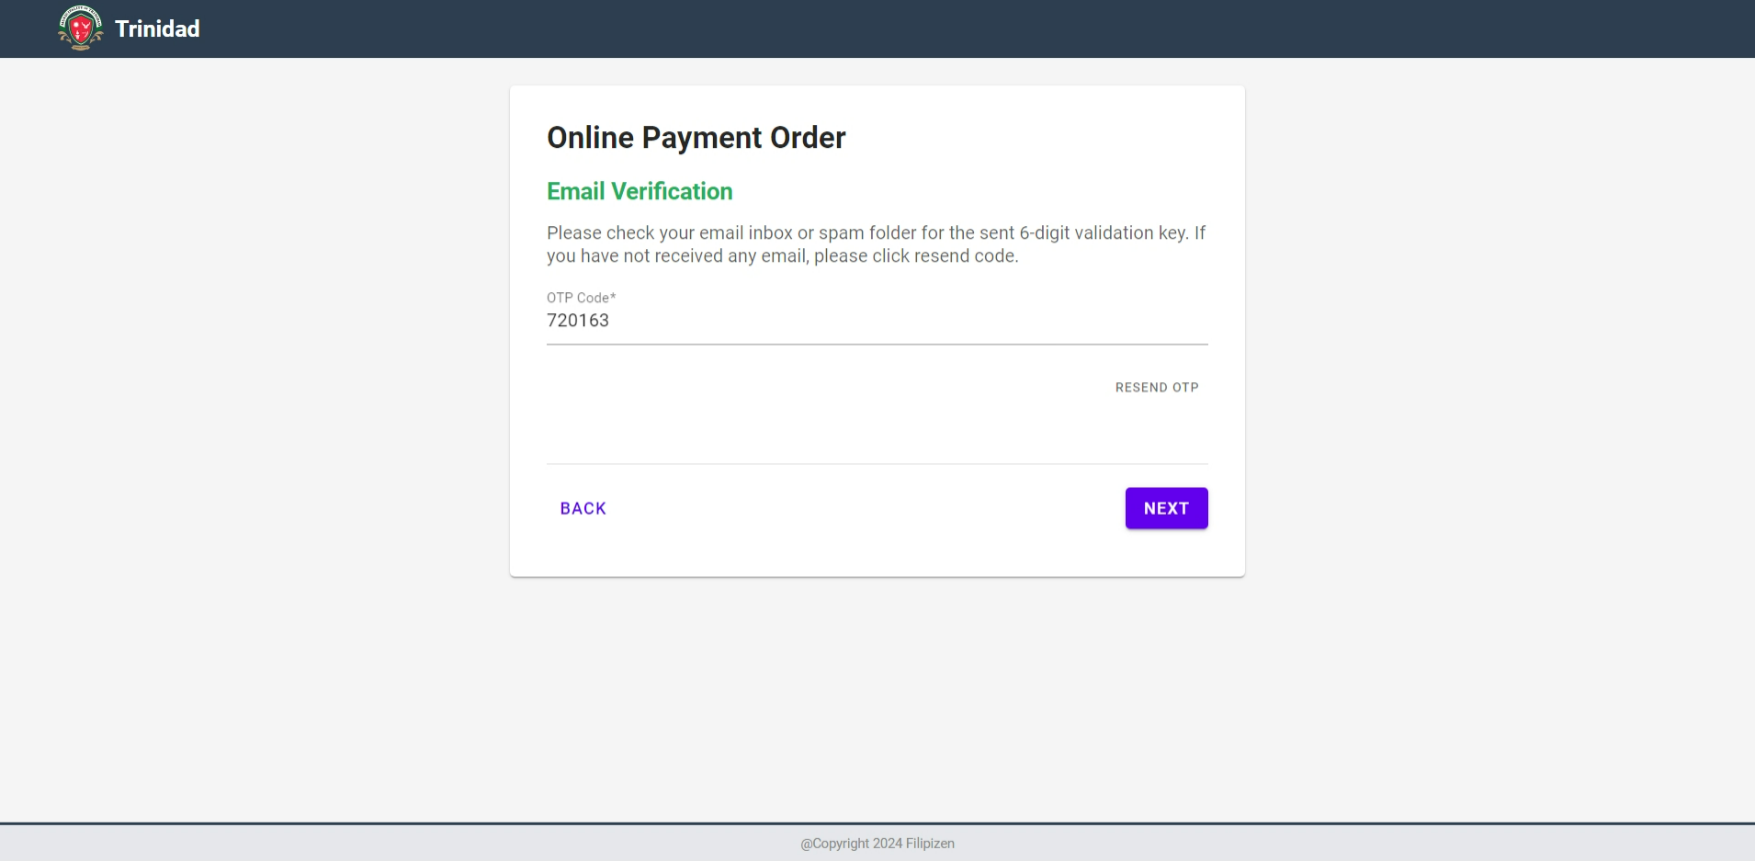 Trinidad
Online Payment Order
Email Verification
Please check your email inbox or spam folder for the sent 6-digit validation key. If
you have not received any email, please click resend code.
OTP Code*
720163
RESEND OTP
BACK
NEXT
@Copyright 2024 Filipizen